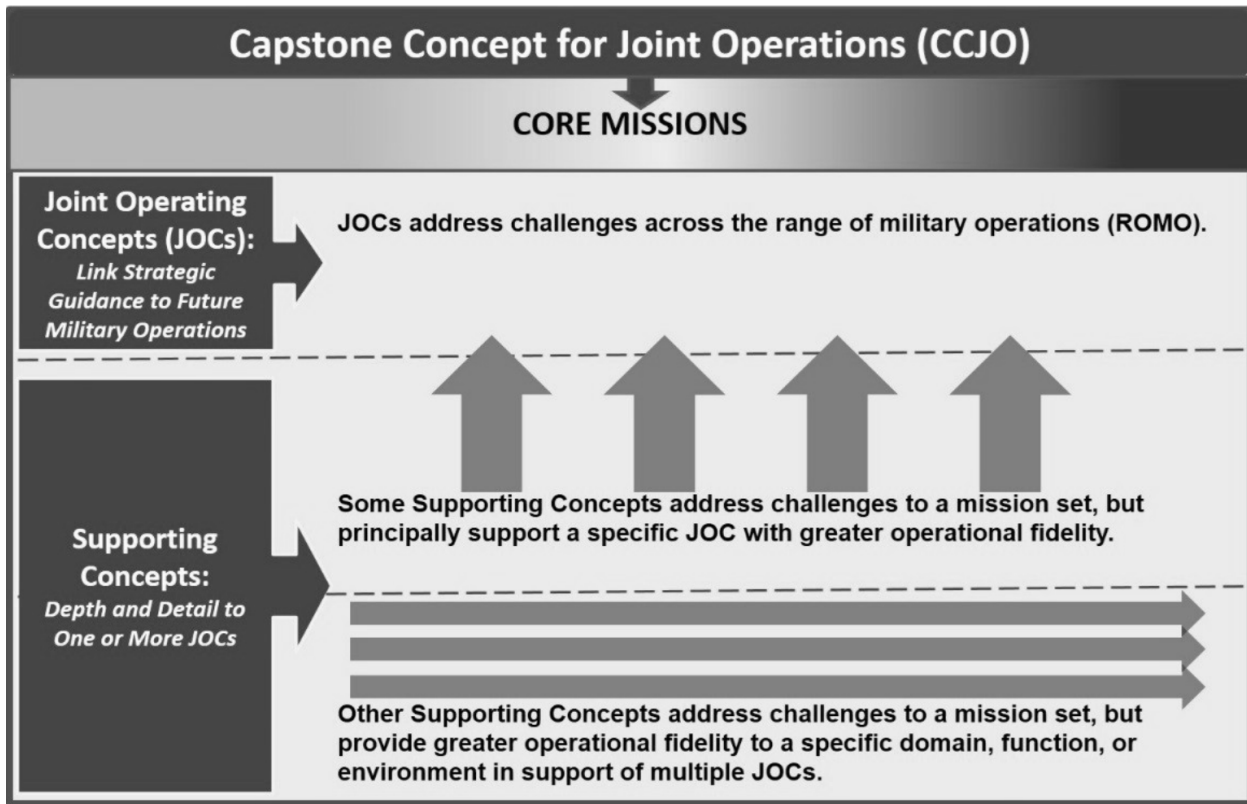 Capstone Concept for Joint Operations (CCJO)
CORE MISSIONS
Joint Operating
Concepts (JOCs):
Link Strategic
Guidance to Future
Military Operations
JOCs address challenges across the range of military operations (ROMO).
Supporting
Concepts:
Depth and Detail to
One or More JOCs
Some Supporting Concepts address challenges to a mission set, but
principally support a specific JOC with greater operational fidelity.
Other Supporting Concepts address challenges to a mission set, but
provide greater operational fidelity to a specific domain, function, or
environment in support of multiple JOCs.